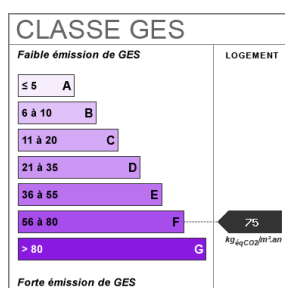 CLASSE GES
Faible émission de GES
LOGEMENT
≤ 5 A
6 à 10 B
11 à 20 C
21 à 35 D
36 à 55 E
56 à 80 F 75
kgéqCO2/m².an
> 80 G
Forte émission de GES